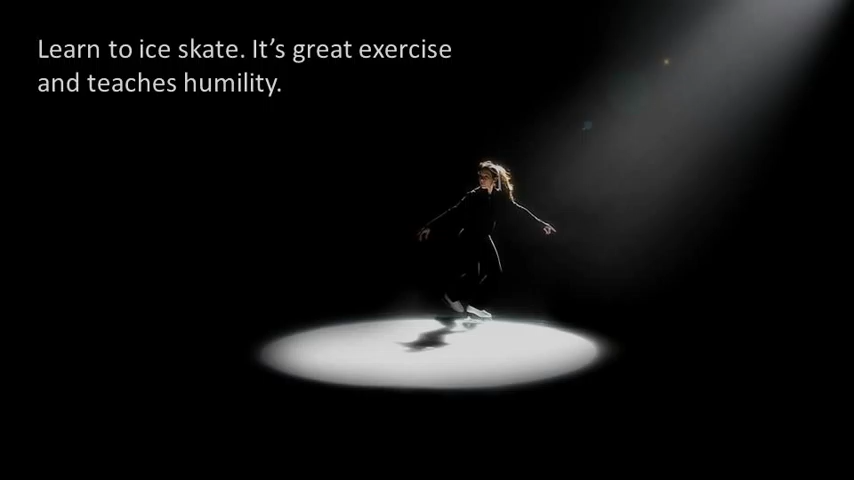 Learn to ice skate. It’s great exercise
and teaches humility.